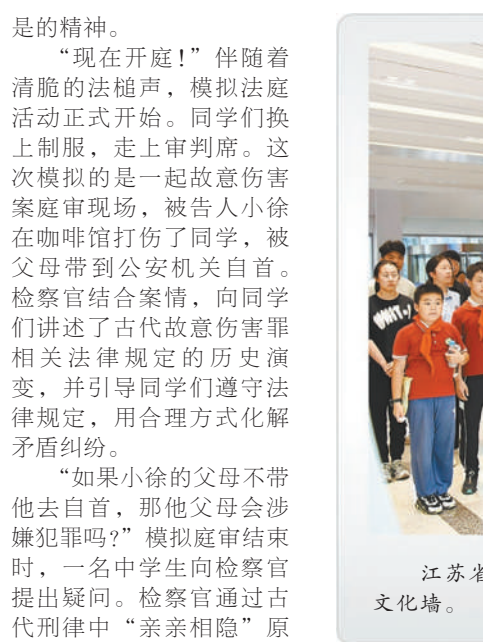 是的精神。
“现在开庭！”伴随着
清脆的法槌声，模拟法庭
活动正式开始。同学们换
上制服，走上审判席。这
次模拟的是一起故意伤害
案庭审现场，被告人小徐
在咖啡馆打伤了同学，被
父母带到公安机关自首。
检察官结合案情，向同学
们讲述了古代故意伤害罪
相关法律规定的历史演
变，并引导同学们遵守法
律规定，用合理方式化解
矛盾纠纷。
“如果小徐的父母不带
他去自首，那他父母会涉
嫌犯罪吗？”模拟庭审结束
时，一名中学生向检察官
提出疑问。检察官通过古
代刑律中“亲亲相隐”原
江苏省
文化墙。